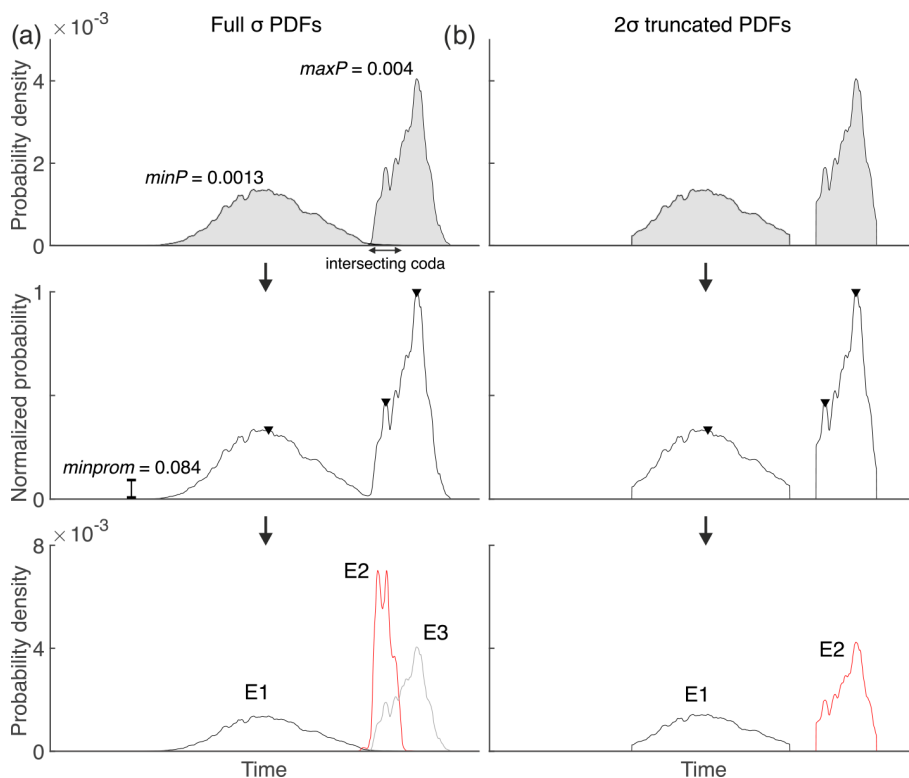 (a)
Full σ PDFs
(b)
2σ truncated PDFs
× 10⁻³
Probability density
4
2
0
maxP = 0.004
minP = 0.0013
intersecting coda
Normalized probability
1
0
minprom = 0.084
× 10⁻³
Probability density
8
4
0
E1
E2
E3
E1
E2
Time
Time